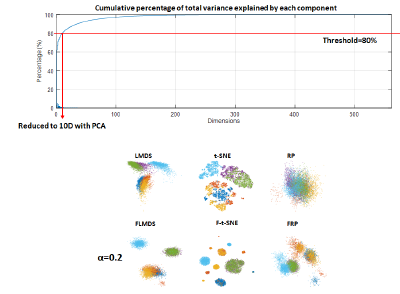 Cumulative percentage of total variance explained by each component
100
80
60
40
20
0
Percentage(%)
Threshold=80%
0 100 200 300 400 500
Dimensions
Reduced to 10D with PCA
LMDS t-SNE RP
FLMDS F-t-SNE FRP
α=0.2